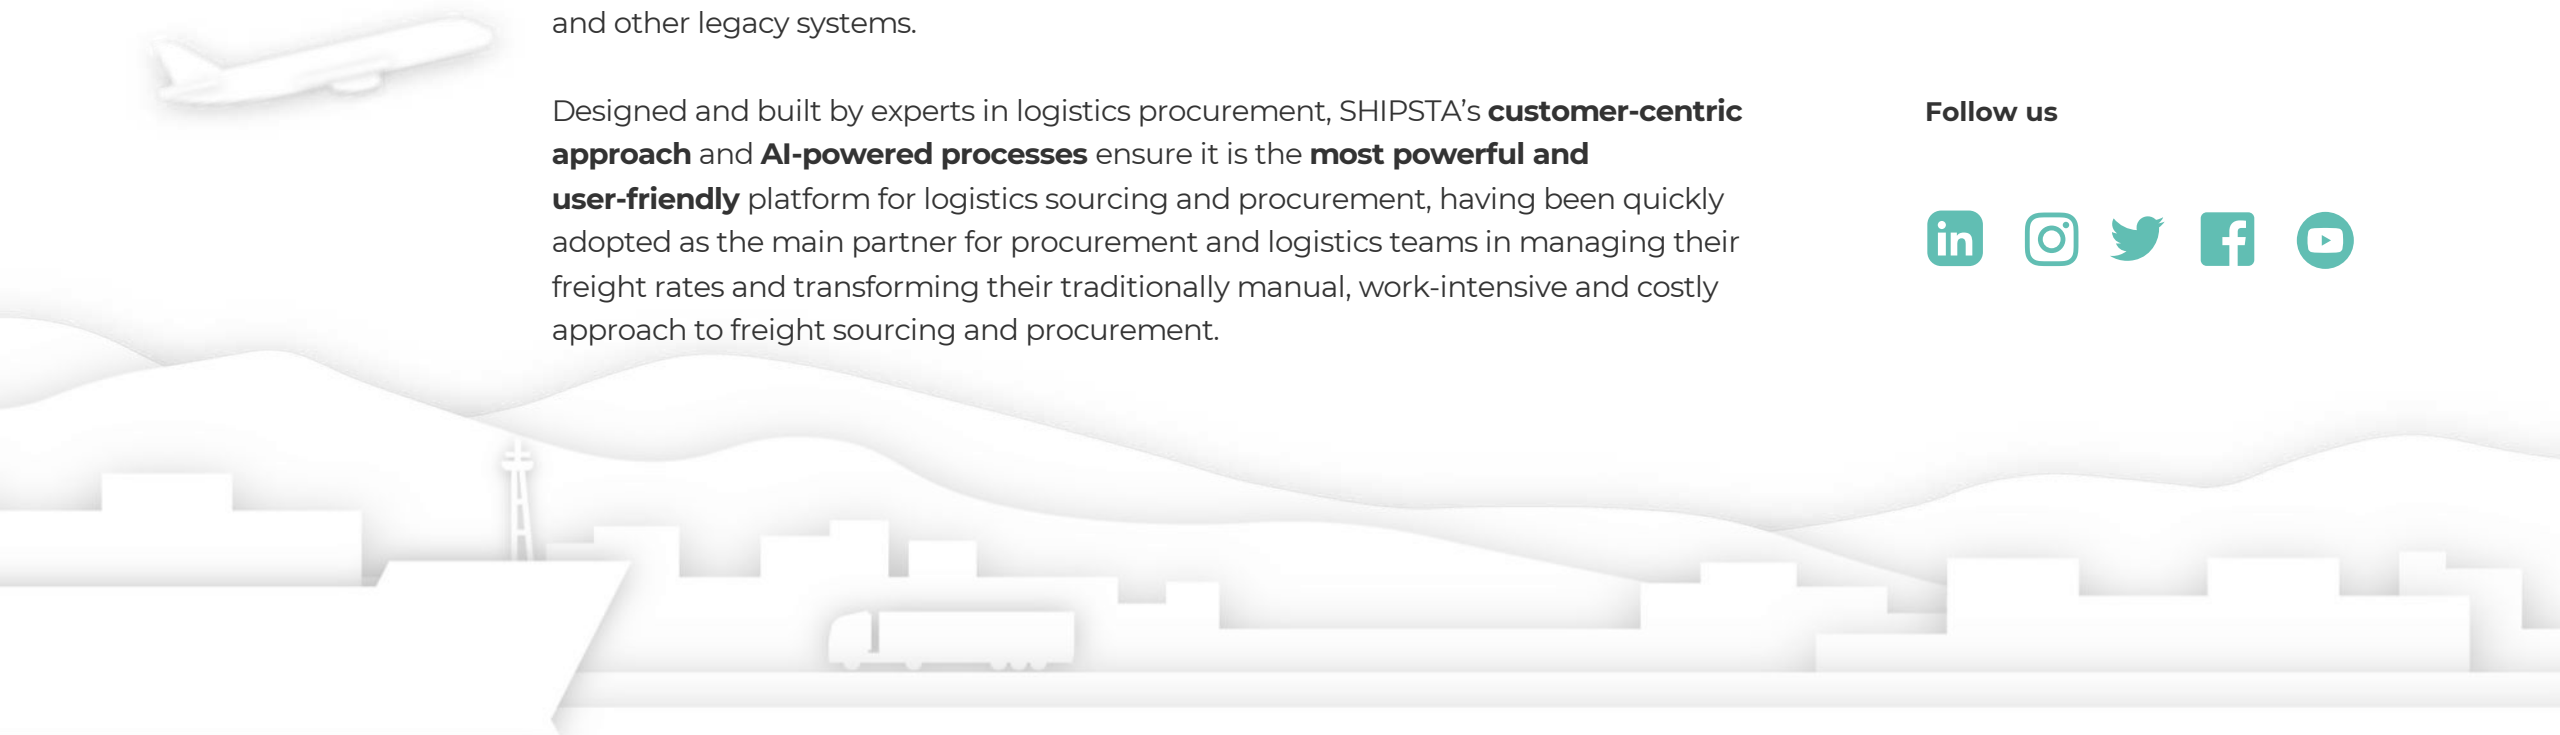 and other legacy systems.
Designed and built by experts in logistics procurement, SHIPSTA’s customer-centric
approach and AI-powered processes ensure it is the most powerful and
user-friendly platform for logistics sourcing and procurement, having been quickly
adopted as the main partner for procurement and logistics teams in managing their
freight rates and transforming their traditionally manual, work-intensive and costly
approach to freight sourcing and procurement.
Follow us
in